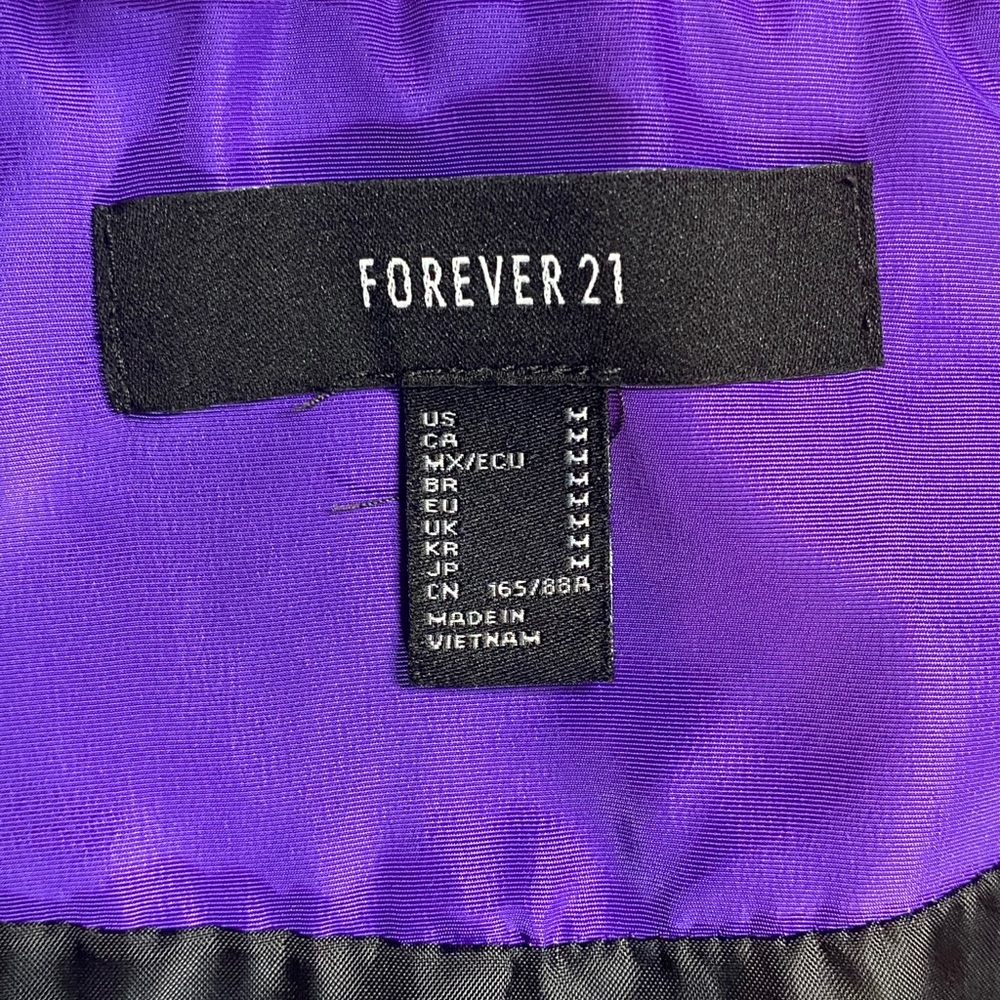 FOREVER 21
US M
CA M
MX/ECU M
BR M
EU M
UK M
KR M
JP M
CN 165/88A
MADE IN
VIETNAM